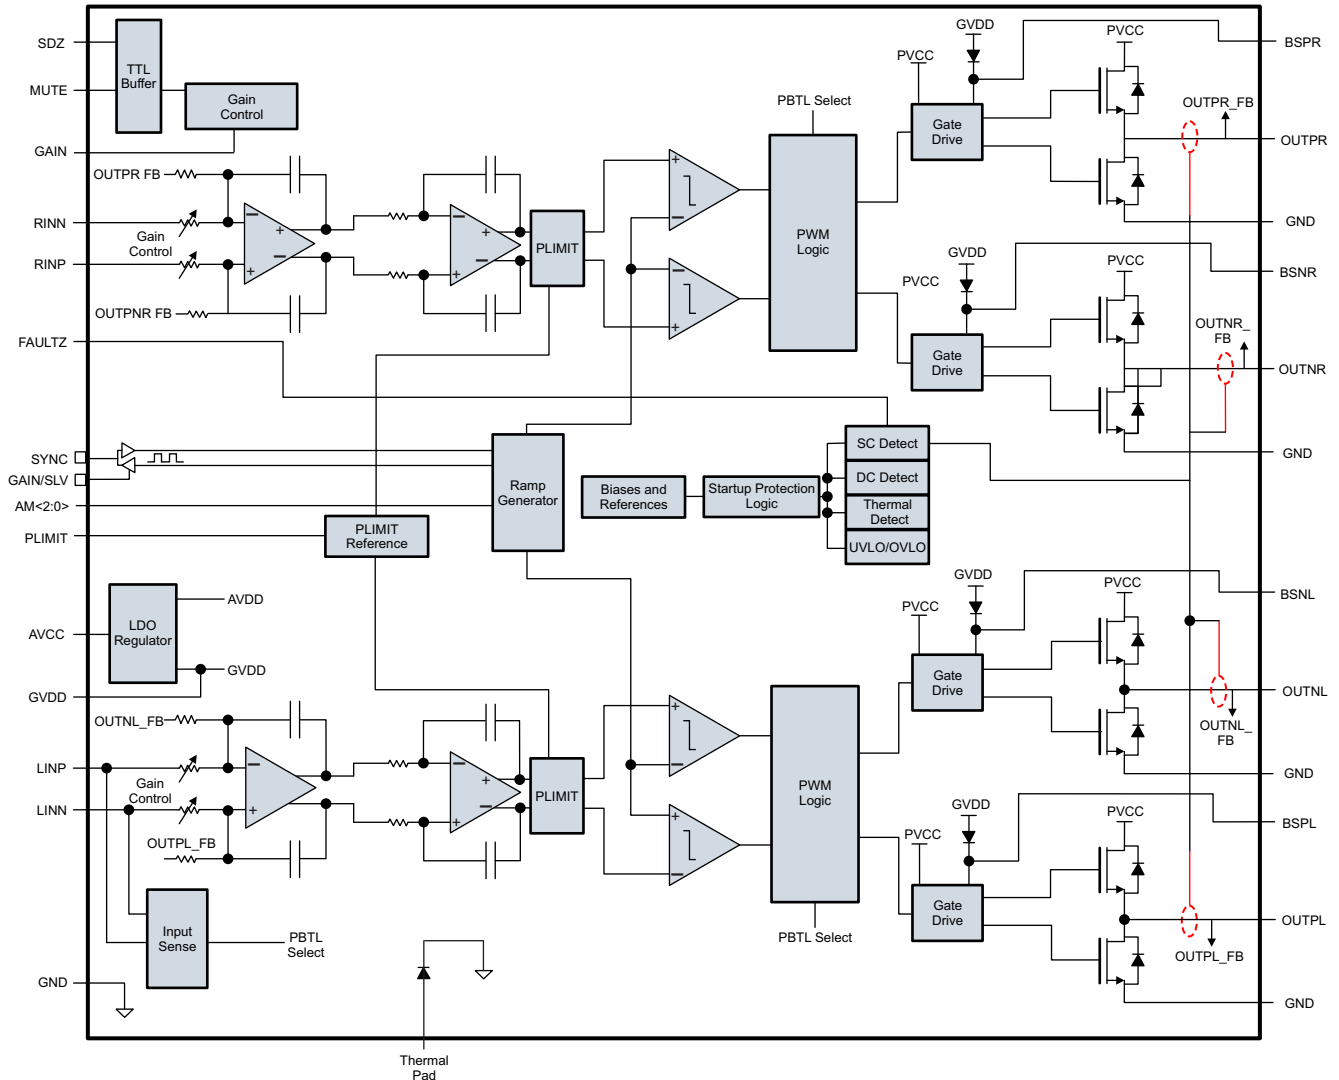 SDZ
MUTE
GAIN
TTL
Buffer
Gain
Control
OUTPR FB
RINN
Gain
Control
RINP
OUTPNR FB
FAULTZ
SYNC
GAIN/SLV
AM<2:0>
PLIMIT
AVCC
GVDD
LDO
Regulator
AVDD
GVDD
OUTNL_FB
LINP
Gain
Control
LINN
OUTPL_FB
Input
Sense
PBTL
Select
GND
Thermal
Pad
PLIMIT
PLIMIT
Reference
Ramp
Generator
PLIMIT
Biases and
References
Startup Protection
Logic
SC Detect
DC Detect
Thermal
Detect
UVLO/OVLO
PBTL Select
PWM
Logic
PWM
Logic
PBTL Select
GVDD
PVCC
Gate
Drive
PVCC
BSPR
OUTPR_FB
OUTPR
GND
GVDD
PVCC
Gate
Drive
PVCC
BSNR
OUTNR_
FB
OUTNR
GND
GVDD
PVCC
Gate
Drive
PVCC
BSNL
OUTNL
OUTNL_
FB
GND
GVDD
PVCC
Gate
Drive
PVCC
BSPL
OUTPL
OUTPL_FB
GND